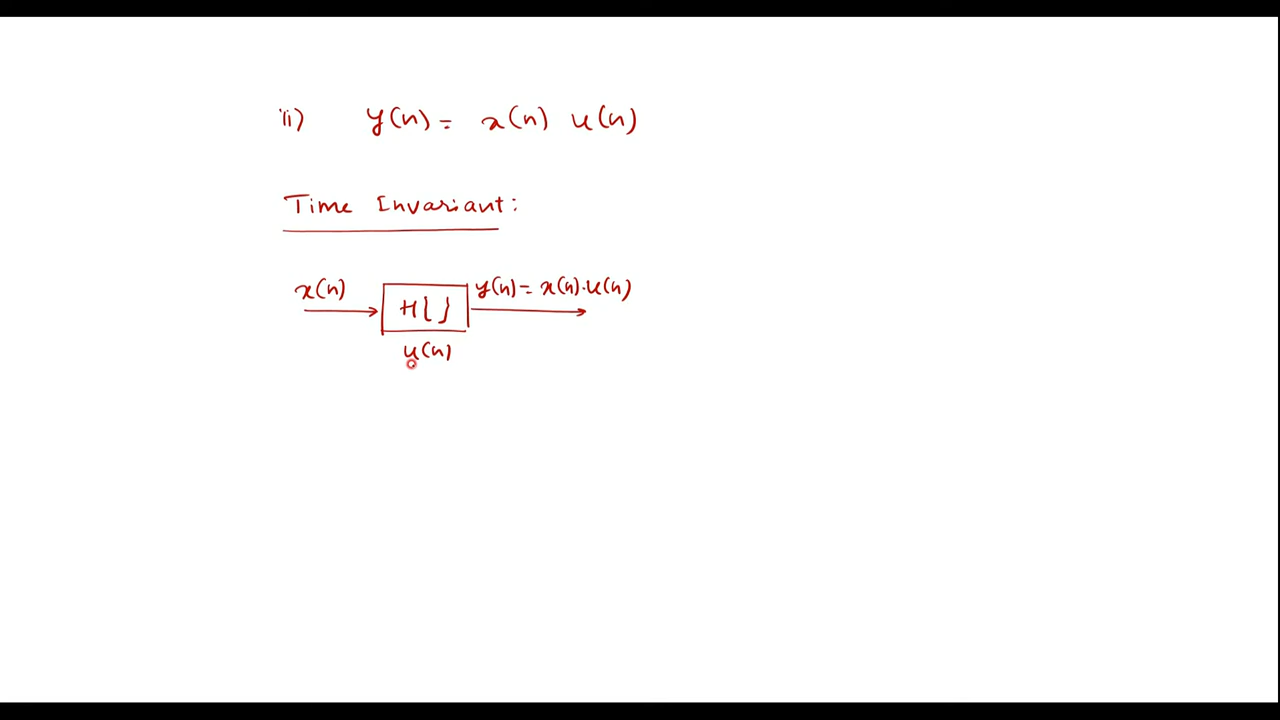 ii) y(n) = x(n) u(n)
Time Invariant:
x(n) H{ } y(n) = x(n).u(n)
u(n)